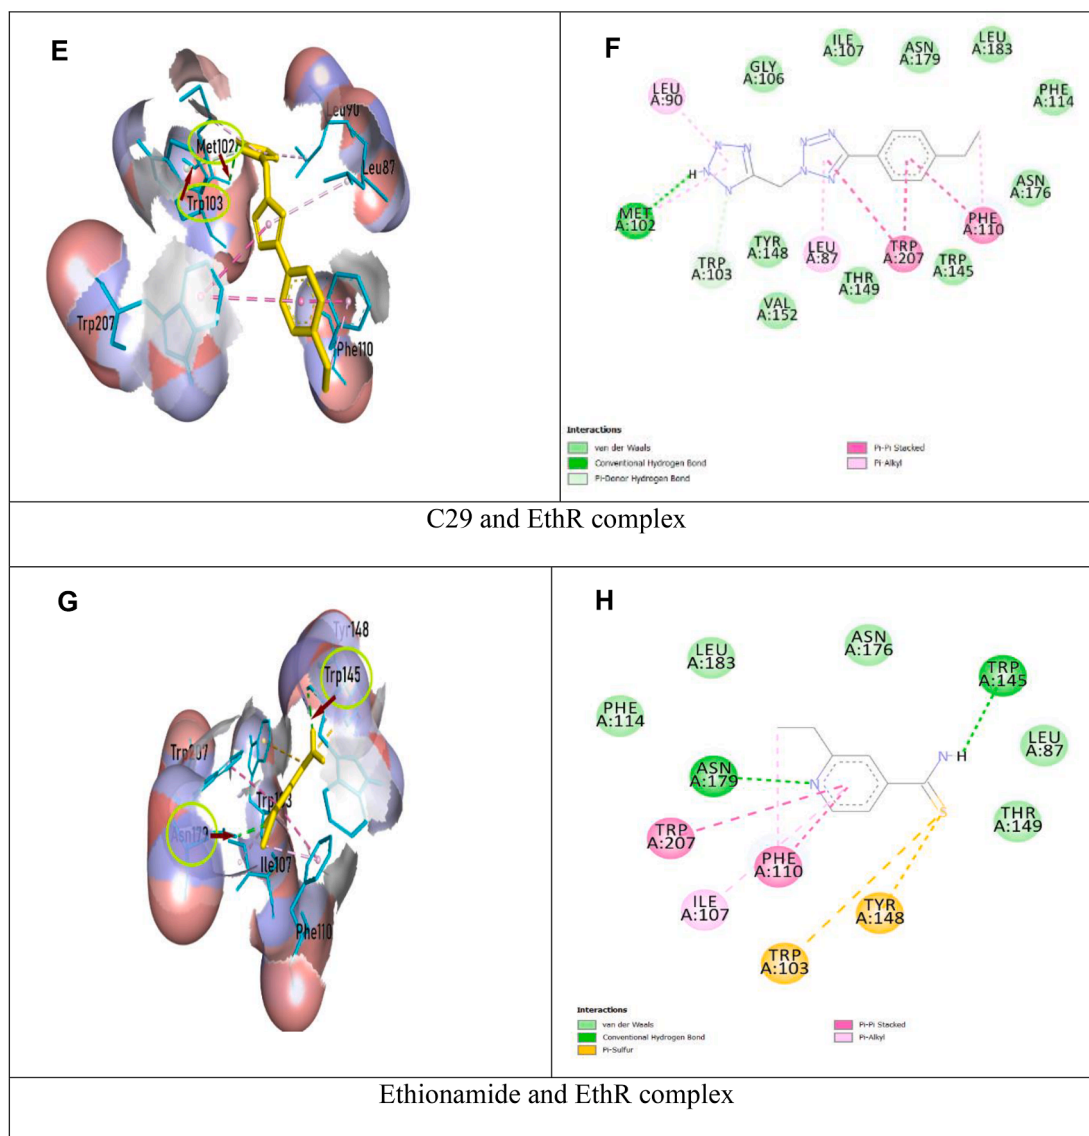 E
Leu90
Met102
Leu87
Trp103
Trp207
Phe110
F
ILE
A:107
ASN
A:179
LEU
A:183
GLY
A:106
LEU
A:90
PHE
A:114
N
N
N
N
N
N
N
N
H
ASN
A:176
MET
A:102
TYR
A:148
LEU
A:87
TRP
A:207
PHE
A:110
TRP
A:103
TRP
A:145
THR
A:149
VAL
A:152
Interactions
van der Waals
Conventional Hydrogen Bond
Pi-Donor Hydrogen Bond
Pi-Pi Stacked
Pi-Alkyl
C29 and EthR complex
G
Tyr148
Trp145
Trp207
Trp103
Asn179
Ile107
Phe110
H
ASN
A:176
LEU
A:183
TRP
A:145
PHE
A:114
LEU
A:87
N
H
ASN
A:179
N
S
THR
A:149
TRP
A:207
PHE
A:110
ILE
A:107
TYR
A:148
TRP
A:103
Interactions
van der Waals
Conventional Hydrogen Bond
Pi-Sulfur
Pi-Pi Stacked
Pi-Alkyl
Ethionamide and EthR complex